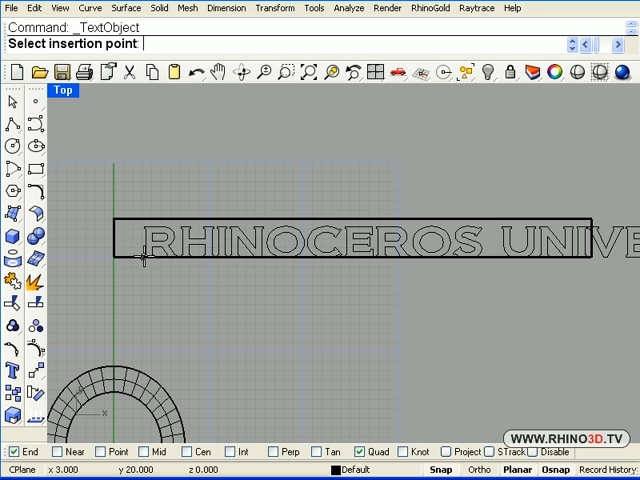 File Edit View Curve Surface Solid Mesh Dimension Transform Tools Analyze Render RhinoGold Raytrace Help
Command: _TextObject
Select insertion point:
Top
RHINOCEROS UNIVE
x
WWW.RHINO3D.TV
End Near Point Mid Cen Int Perp Tan Quad Knot Project STrack Disable
CPlane x 3.000 y 20.000 z 0.000 Default Snap Ortho Planar Osnap Record History